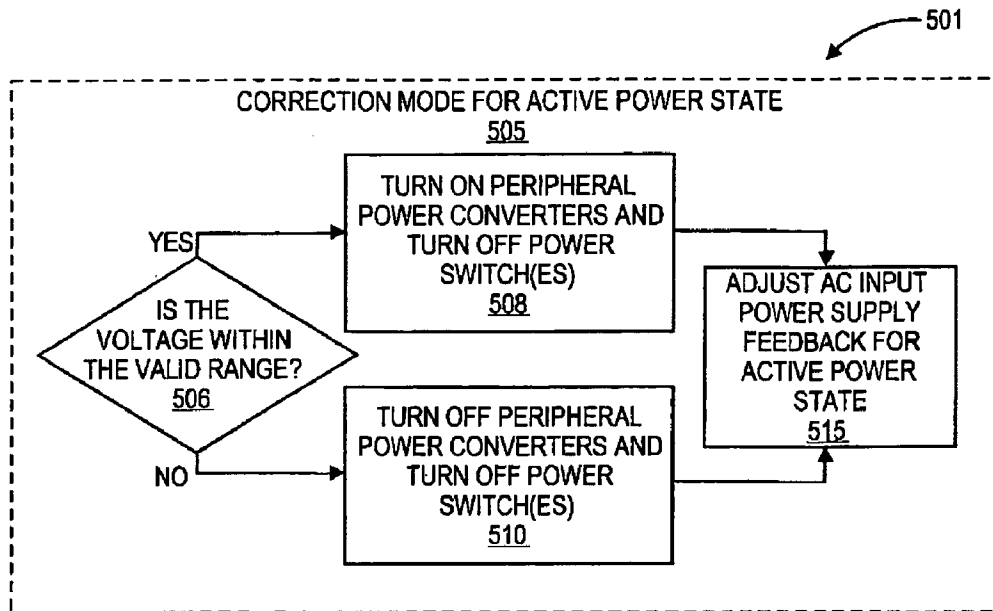 501
CORRECTION MODE FOR ACTIVE POWER STATE
505
YES
IS THE
VOLTAGE WITHIN
THE VALID RANGE?
506
NO
TURN ON PERIPHERAL
POWER CONVERTERS AND
TURN OFF POWER
SWITCH(ES)
508
TURN OFF PERIPHERAL
POWER CONVERTERS AND
TURN OFF POWER
SWITCH(ES)
510
ADJUST AC INPUT
POWER SUPPLY
FEEDBACK FOR
ACTIVE POWER
STATE
515